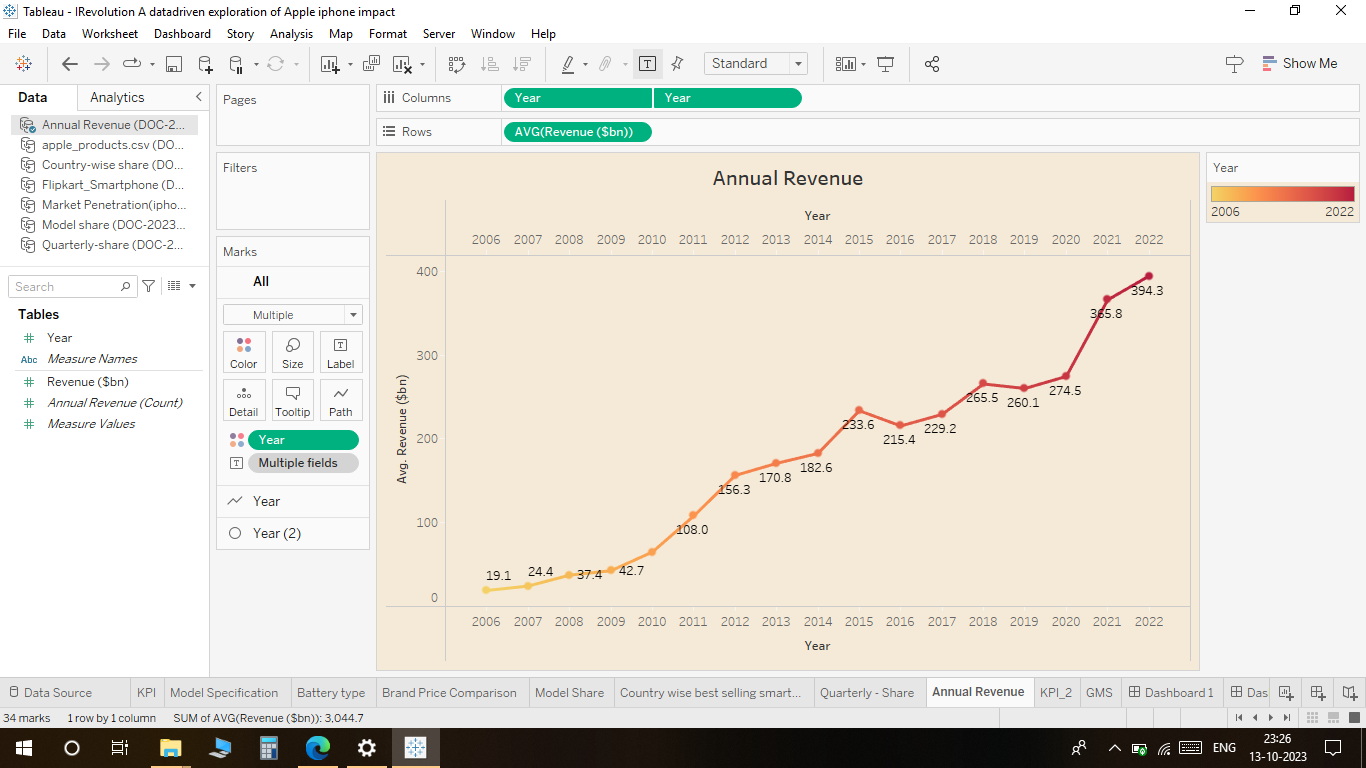 Tableau - IRevolution A datadriven exploration of Apple iphone impact
File Data Worksheet Dashboard Story Analysis Map Format Server Window Help
Standard Show Me
Data Analytics
Annual Revenue (DOC-2...
apple_products.csv (DO...
Country-wise share (DO...
Flipkart_Smartphone (D...
Market Penetration(ipho...
Model share (DOC-2023...
Quarterly-share (DOC-2...
Search
Tables
Year
Abc Measure Names
Revenue ($bn)
Annual Revenue (Count)
Measure Values
Pages
Filters
Marks
All
Multiple
Color Size Label
Detail Tooltip Path
Year
Multiple fields
Year
Year (2)
Columns Year Year
Rows AVG(Revenue ($bn))
Annual Revenue
Year
2006 2007 2008 2009 2010 2011 2012 2013 2014 2015 2016 2017 2018 2019 2020 2021 2022
Avg. Revenue ($bn)
400
300
200
100
0
19.1 24.4 37.4 42.7 108.0 156.3 170.8 182.6 233.6 215.4 229.2 265.5 260.1 274.5 365.8 394.3
2006 2007 2008 2009 2010 2011 2012 2013 2014 2015 2016 2017 2018 2019 2020 2021 2022
Year
Year
2006 2022
Data Source KPI Model Specification Battery type Brand Price Comparison Model Share Country wise best selling smart... Quarterly - Share Annual Revenue KPI_2 GMS Dashboard 1 Das
34 marks 1 row by 1 column SUM of AVG(Revenue ($bn)): 3,044.7
ENG
23:26
13-10-2023